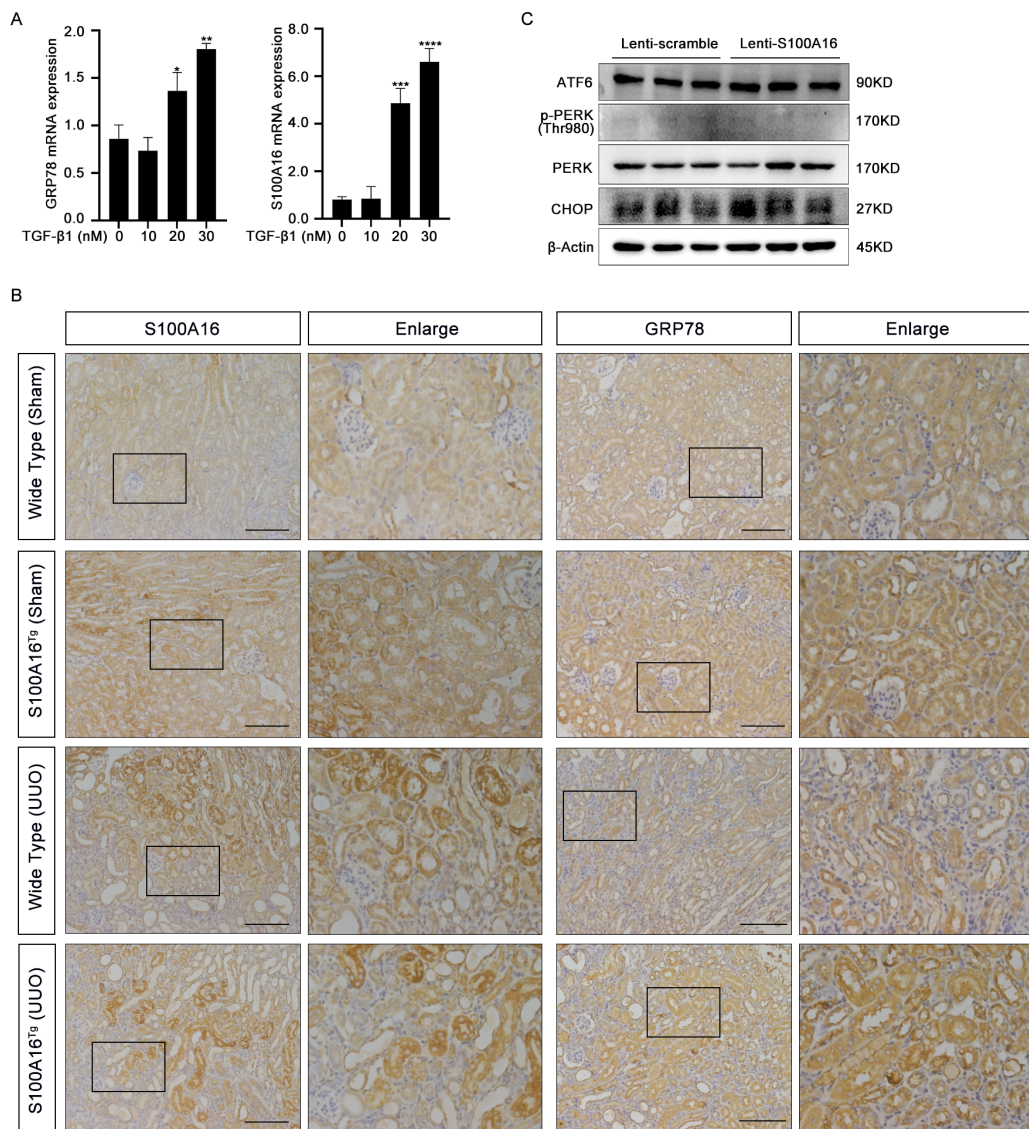 A
GRP78 mRNA expression
2.0
1.5
1.0
0.5
0.0
*
**
TGF-β1 (nM) 0 10 20 30
S100A16 mRNA expression
8.0
6.0
4.0
2.0
0.0
***
****
TGF-β1 (nM) 0 10 20 30
C
Lenti-scramble Lenti-S100A16
ATF6 90KD
p-PERK
(Thr980) 170KD
PERK 170KD
CHOP 27KD
β-Actin 45KD
B
S100A16 Enlarge GRP78 Enlarge
Wide Type (Sham)
S100A16Tg (Sham)
Wide Type (UUO)
S100A16Tg (UUO)